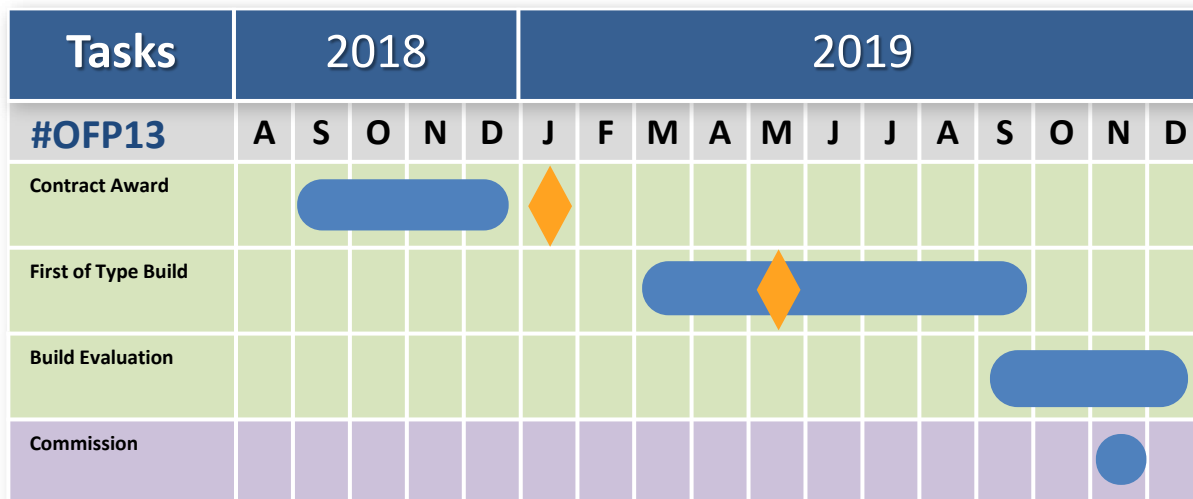 Tasks 2018 2019
#OFP13 A S O N D J F M A M J J A S O N D
Contract Award
First of Type Build
Build Evaluation
Commission